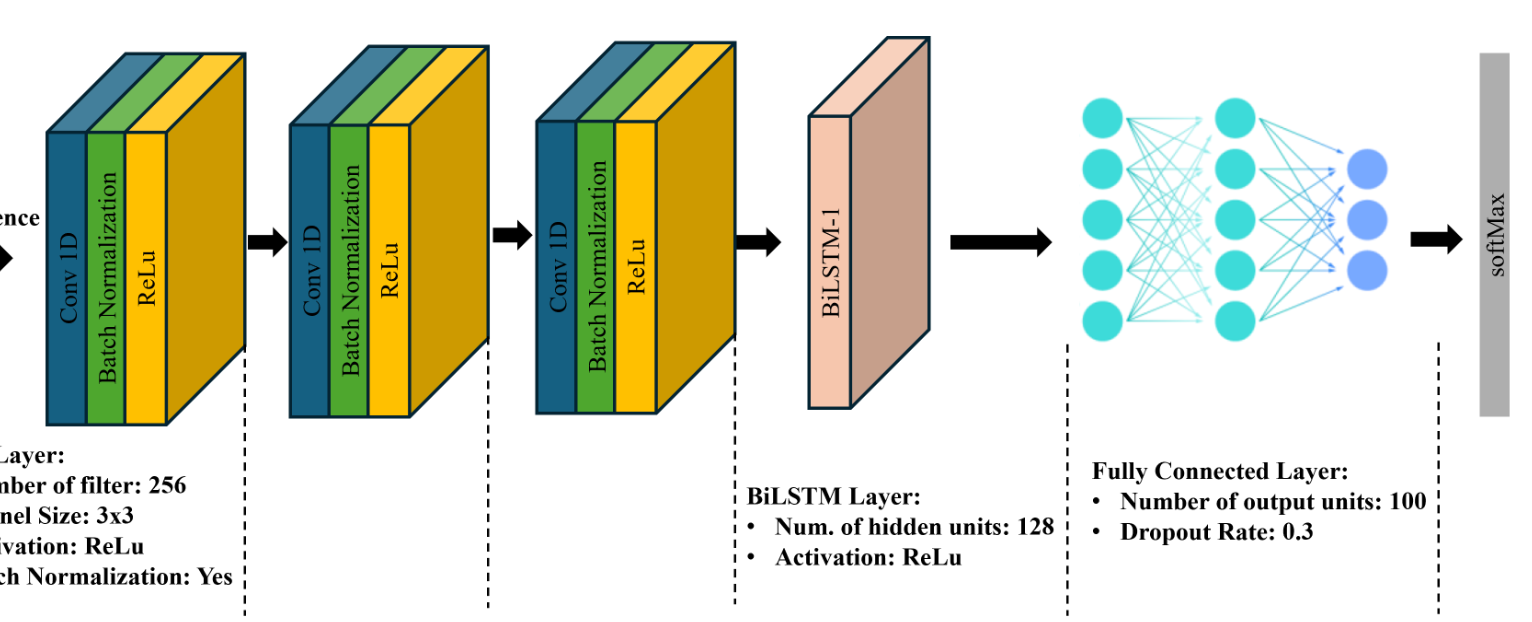 ence
Conv 1D
Batch Normalization
ReLu
Conv 1D
Batch Normalization
ReLu
Conv 1D
Batch Normalization
ReLu
BiLSTM-1
softMax
Layer:
mber of filter: 256
nel Size: 3x3
ivation: ReLu
ch Normalization: Yes
BiLSTM Layer:
• Num. of hidden units: 128
• Activation: ReLu
Fully Connected Layer:
• Number of output units: 100
• Dropout Rate: 0.3